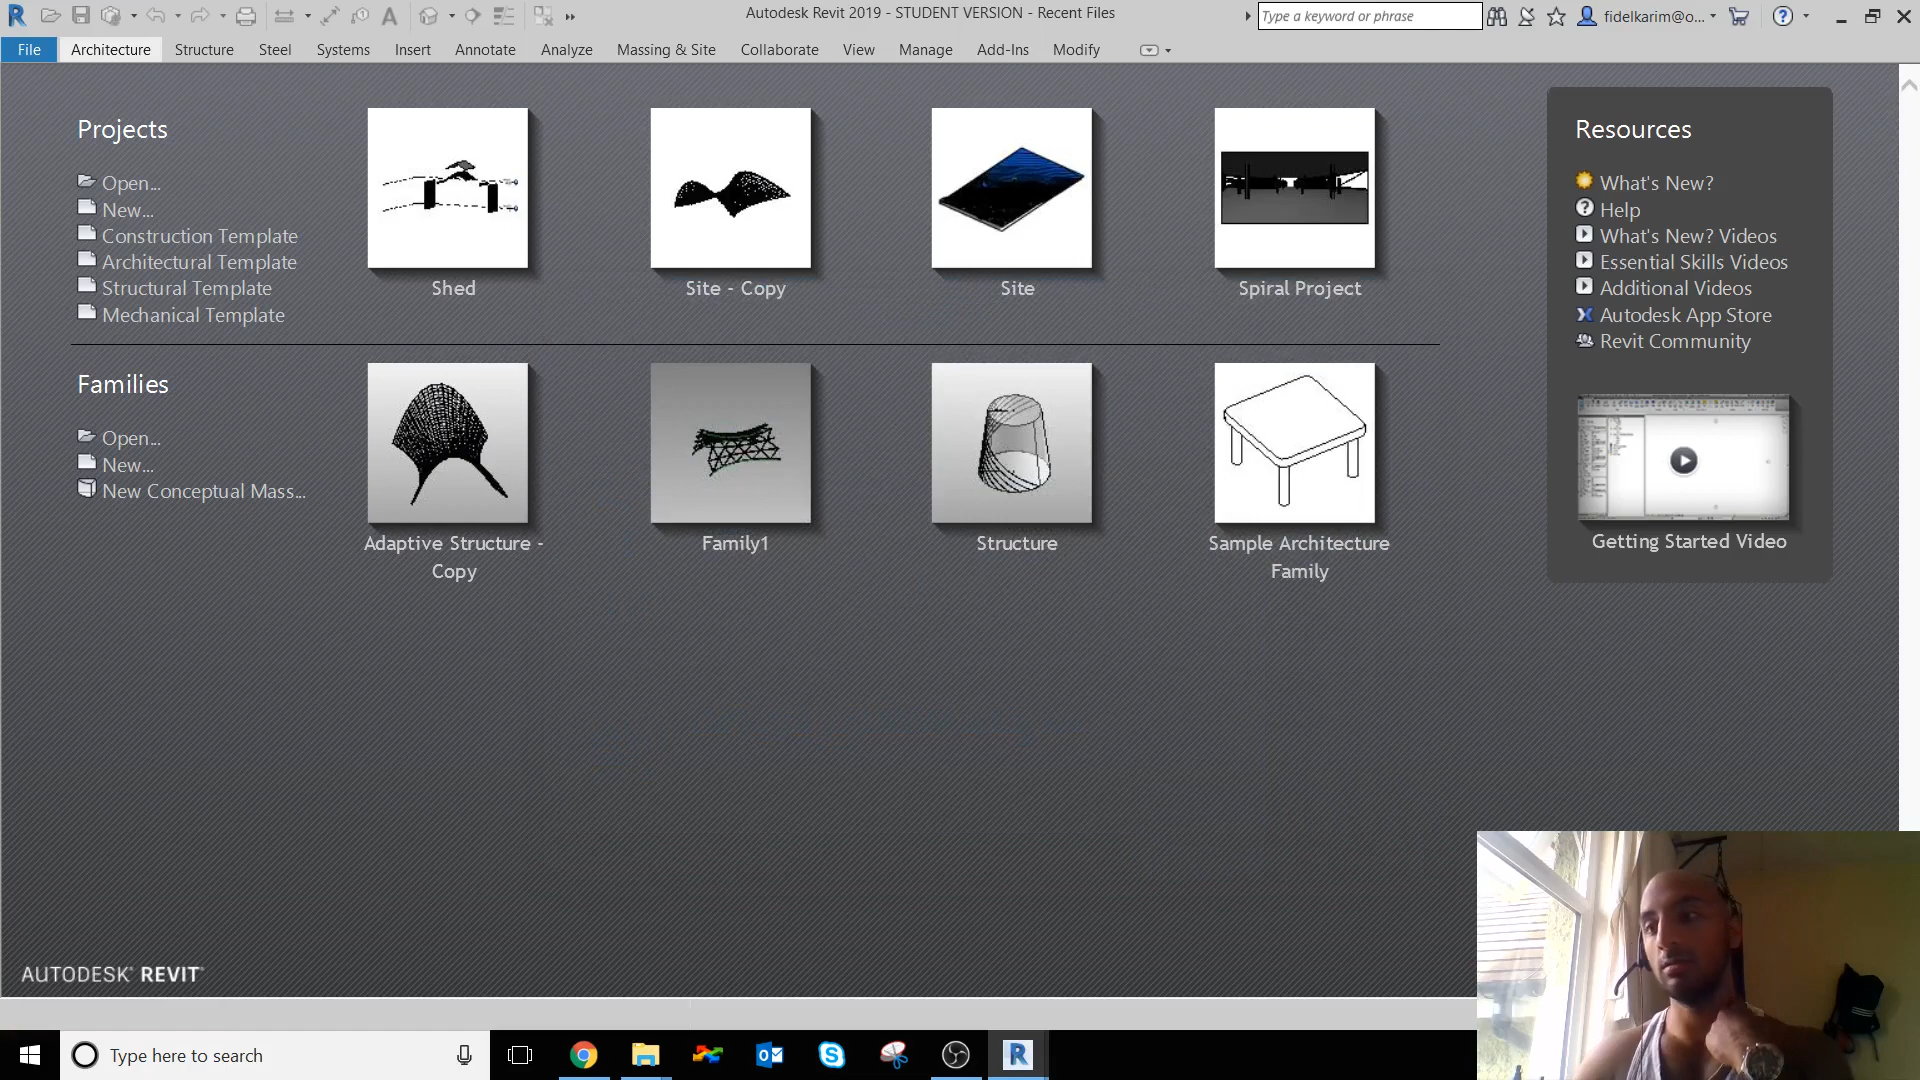 Autodesk Revit 2019 - STUDENT VERSION - Recent Files
Type a keyword or phrase
fidelkarim@o...
File Architecture Structure Steel Systems Insert Annotate Analyze Massing & Site Collaborate View Manage Add-Ins Modify
Projects
Open...
New...
Construction Template
Architectural Template
Structural Template
Mechanical Template
Shed
Site - Copy
Site
Spiral Project
Families
Open...
New...
New Conceptual Mass...
Adaptive Structure -
Copy
Family1
Structure
Sample Architecture
Family
Resources
What's New?
Help
What's New? Videos
Essential Skills Videos
Additional Videos
Autodesk App Store
Revit Community
Getting Started Video
AUTODESK® REVIT®
Type here to search